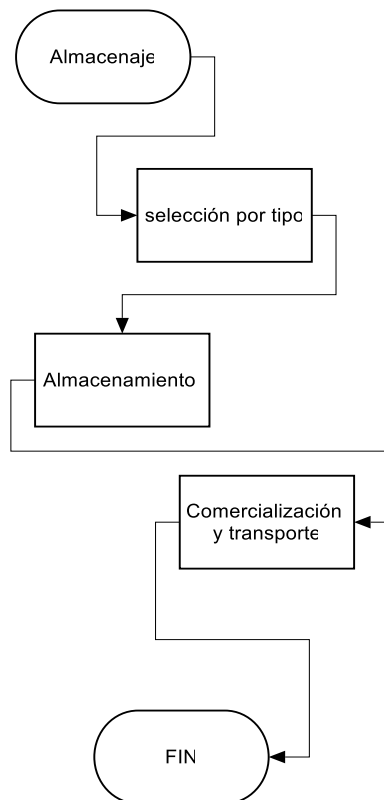 Almacenaje
selección por tipo
Almacenamiento
Comercialización
y transporte
FIN